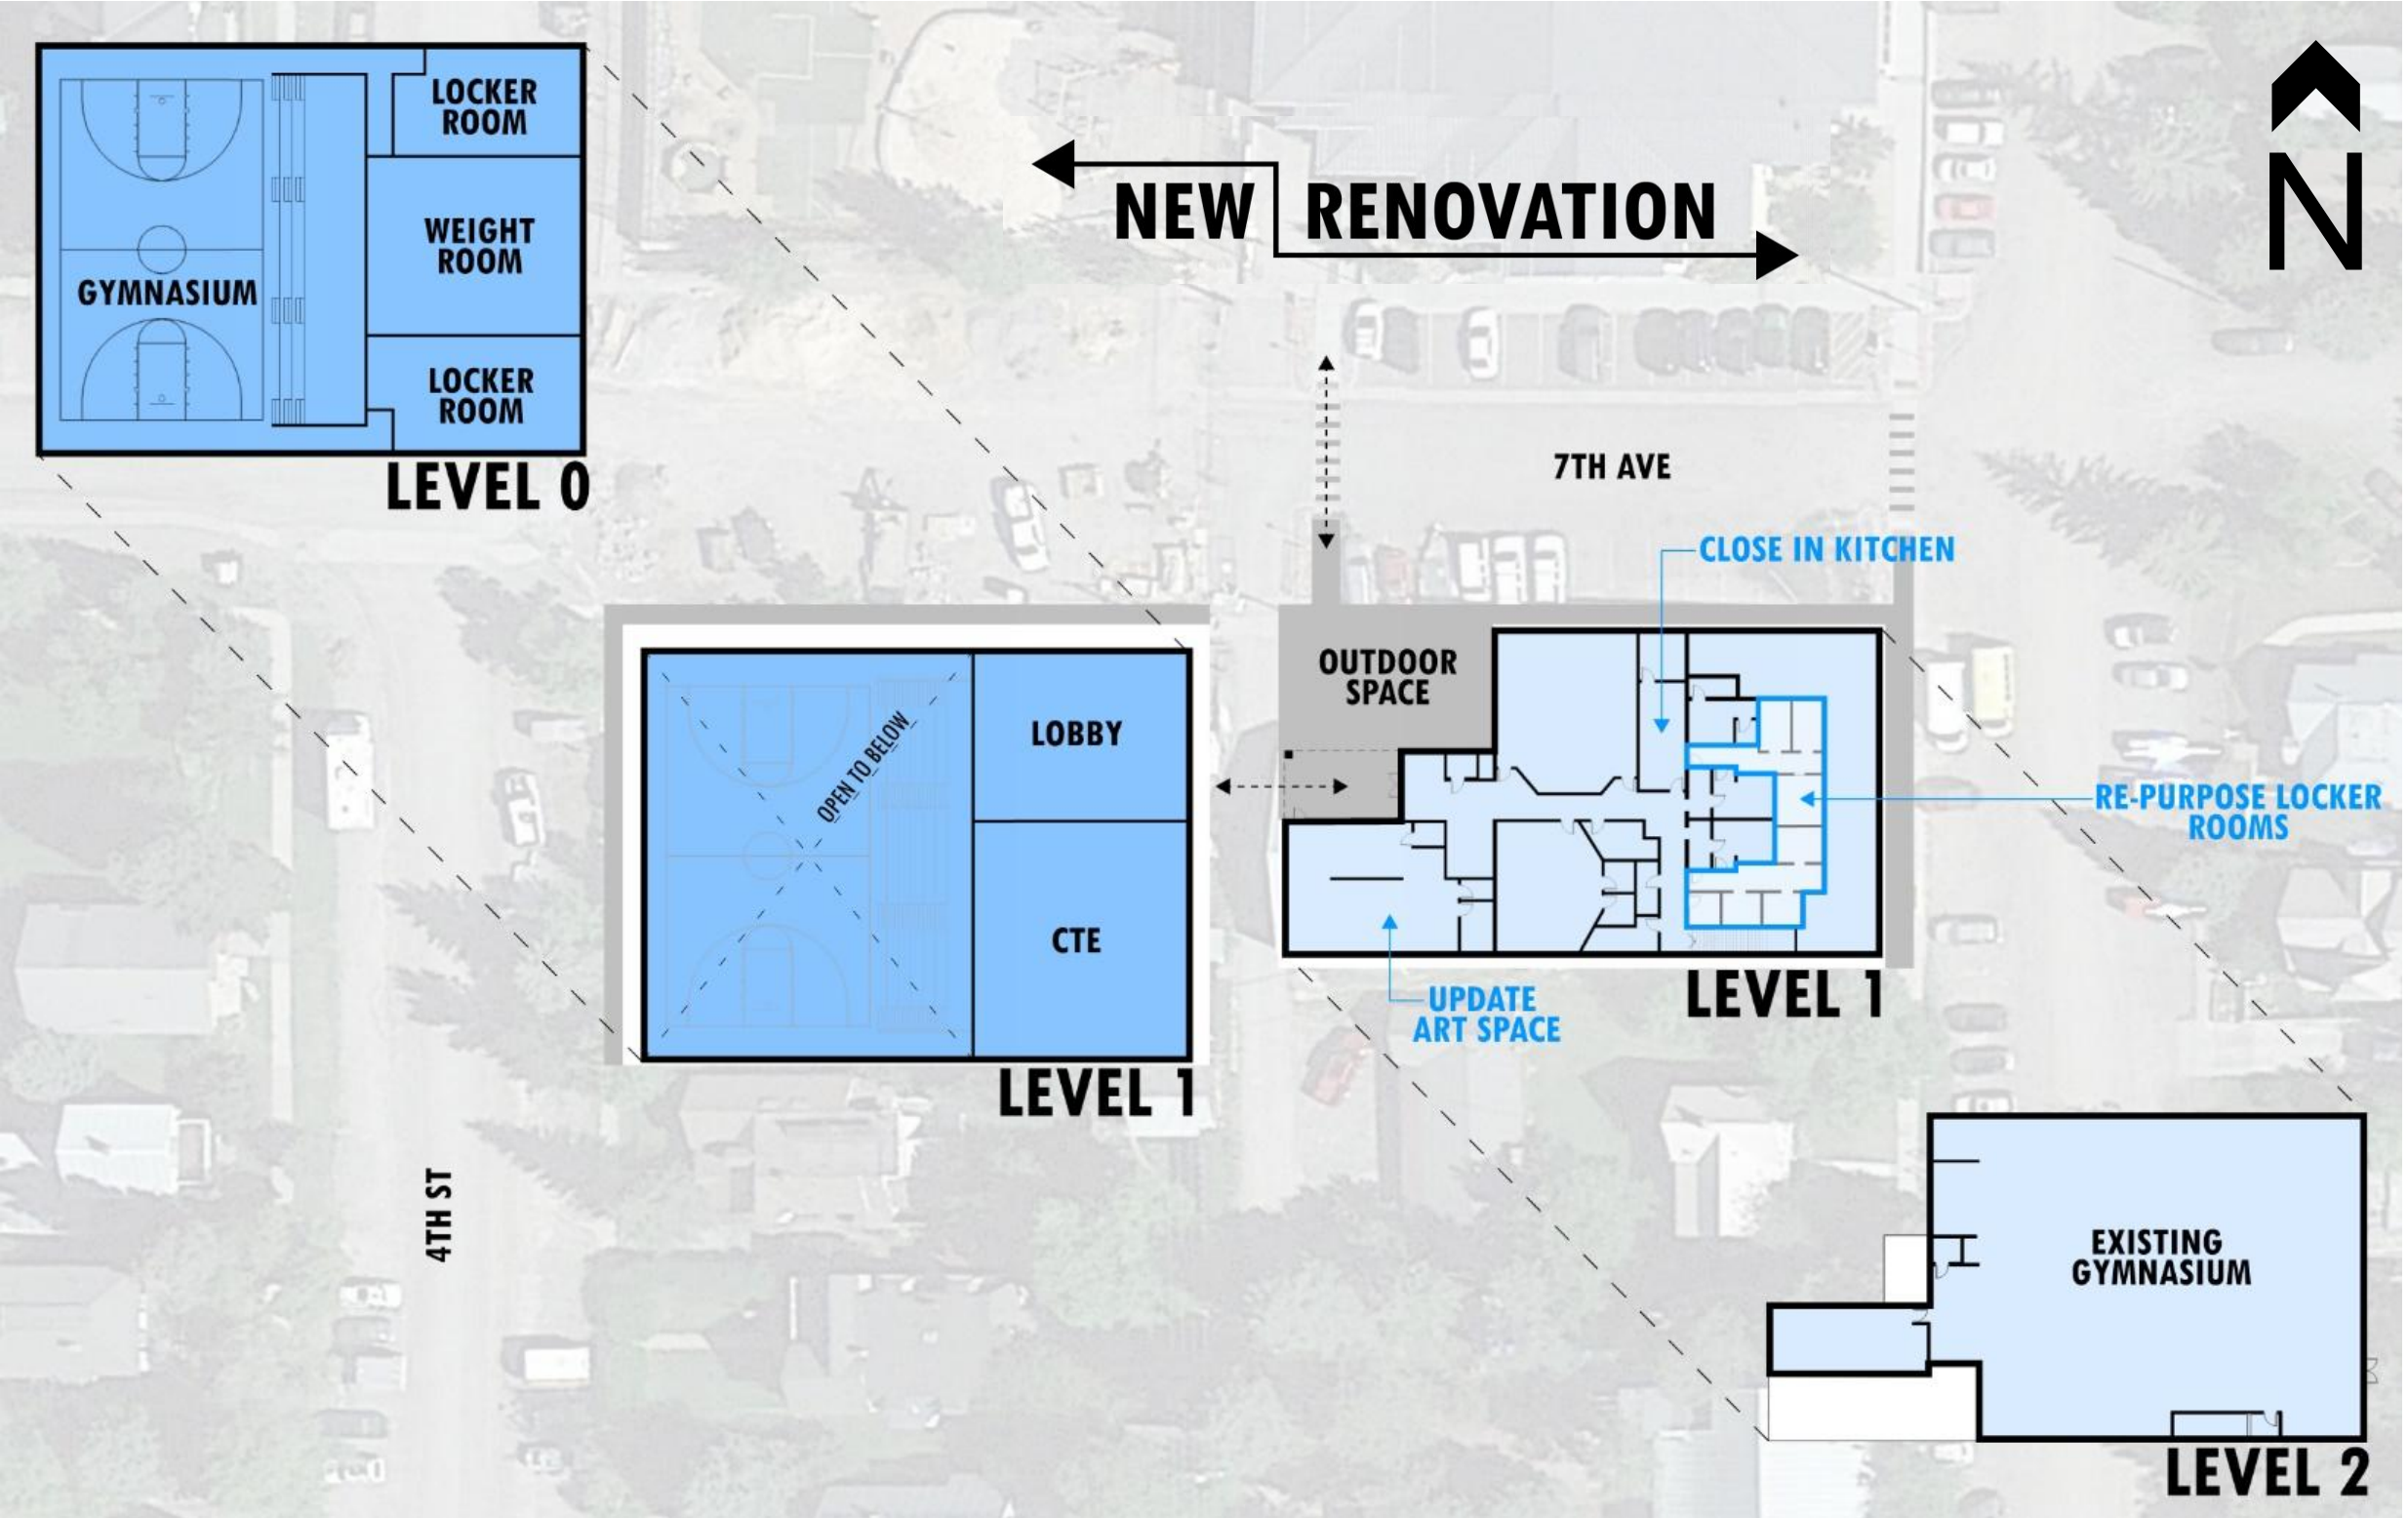 LOCKER
ROOM
WEIGHT
ROOM
GYMNASIUM
LOCKER
ROOM
LEVEL 0
NEW
RENOVATION
N
7TH AVE
CLOSE IN KITCHEN
OUTDOOR
SPACE
LOBBY
OPEN TO BELOW
CTE
LEVEL 1
RE-PURPOSE LOCKER
ROOMS
UPDATE
ART SPACE
LEVEL 1
4TH ST
EXISTING
GYMNASIUM
LEVEL 2